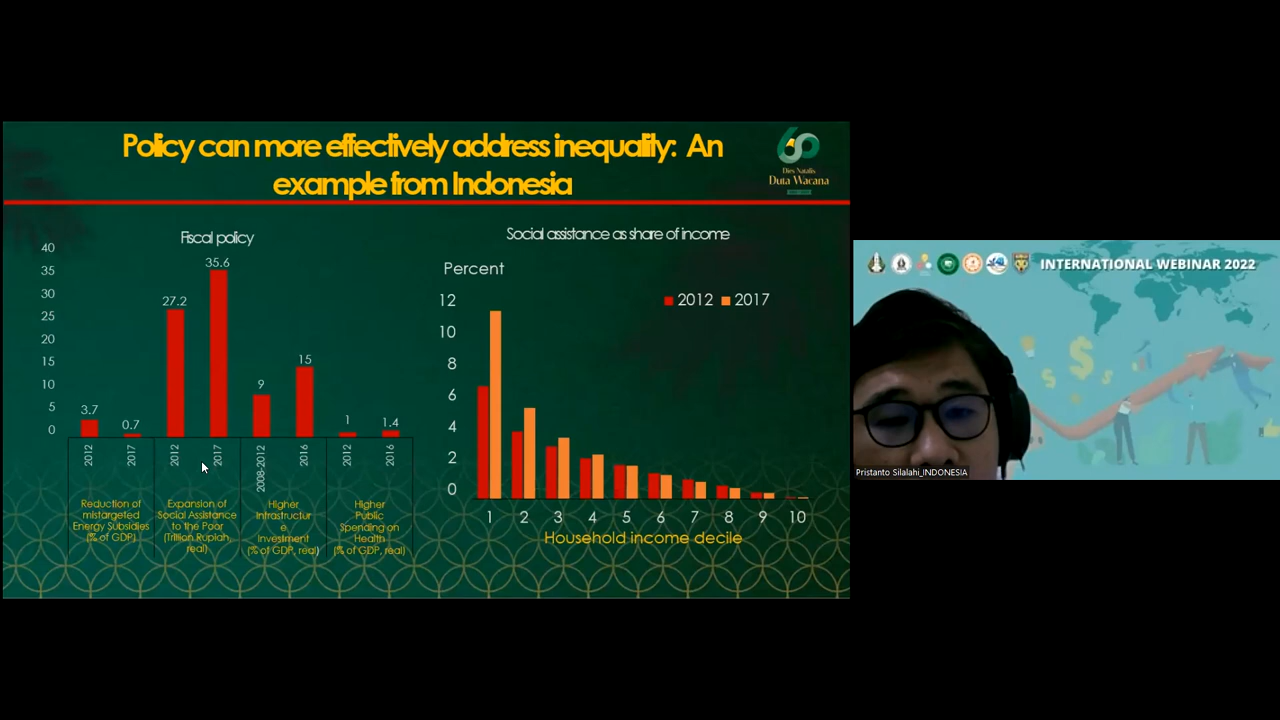 Policy can more effectively address inequality: An
example from Indonesia
60
Dies Natalis
Duta Wacana
Fiscal policy
40
35
30
25
20
15
10
5
0
3.7
0.7
27.2
35.6
9
15
1
1.4
2012
2017
2012
2017
2008-2012
2016
2012
2016
Reduction of
mistargeted
Energy Subsidies
(% of GDP)
Expansion of
Social Assistance
to the Poor
(Trillion Rupiah,
real)
Higher
Infrastructur
e
Investment
(% of GDP, real)
Higher
Public
Spending on
Health
(% of GDP, real)
Social assistance as share of income
Percent
2012
2017
12
10
8
6
4
2
0
1 2 3 4 5 6 7 8 9 10
Household income decile
INTERNATIONAL WEBINAR 2022
Pristanto Silalahi_INDONESIA